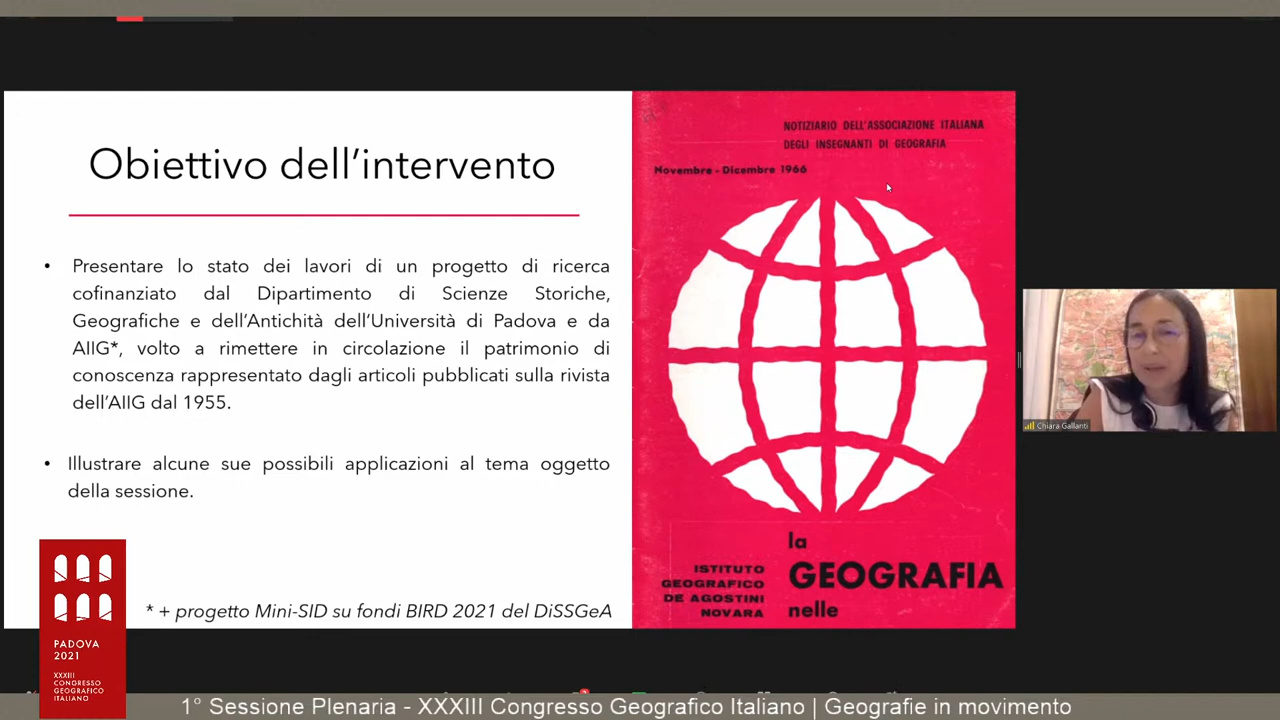 Obiettivo dell'intervento
• Presentare lo stato dei lavori di un progetto di ricerca
cofinanziato dal Dipartimento di Scienze Storiche,
Geografiche e dell'Antichità dell'Università di Padova e da
AIIG*, volto a rimettere in circolazione il patrimonio di
conoscenza rappresentato dagli articoli pubblicati sulla rivista
dell'AIIG dal 1955.
• Illustrare alcune sue possibili applicazioni al tema oggetto
della sessione.
* + progetto Mini-SID su fondi BIRD 2021 del DiSSGeA
NOTIZIARIO DELL'ASSOCIAZIONE ITALIANA
DEGLI INSEGNANTI DI GEOGRAFIA
Novembre - Dicembre 1966
la
GEOGRAFIA
nelle
ISTITUTO
GEOGRAFICO
DE AGOSTINI
NOVARA
Chiara Gallanti
PADOVA
2021
XXXIII
CONGRESSO
GEOGRAFICO
ITALIANO
1° Sessione Plenaria - XXXIII Congresso Geografico Italiano | Geografie in movimento